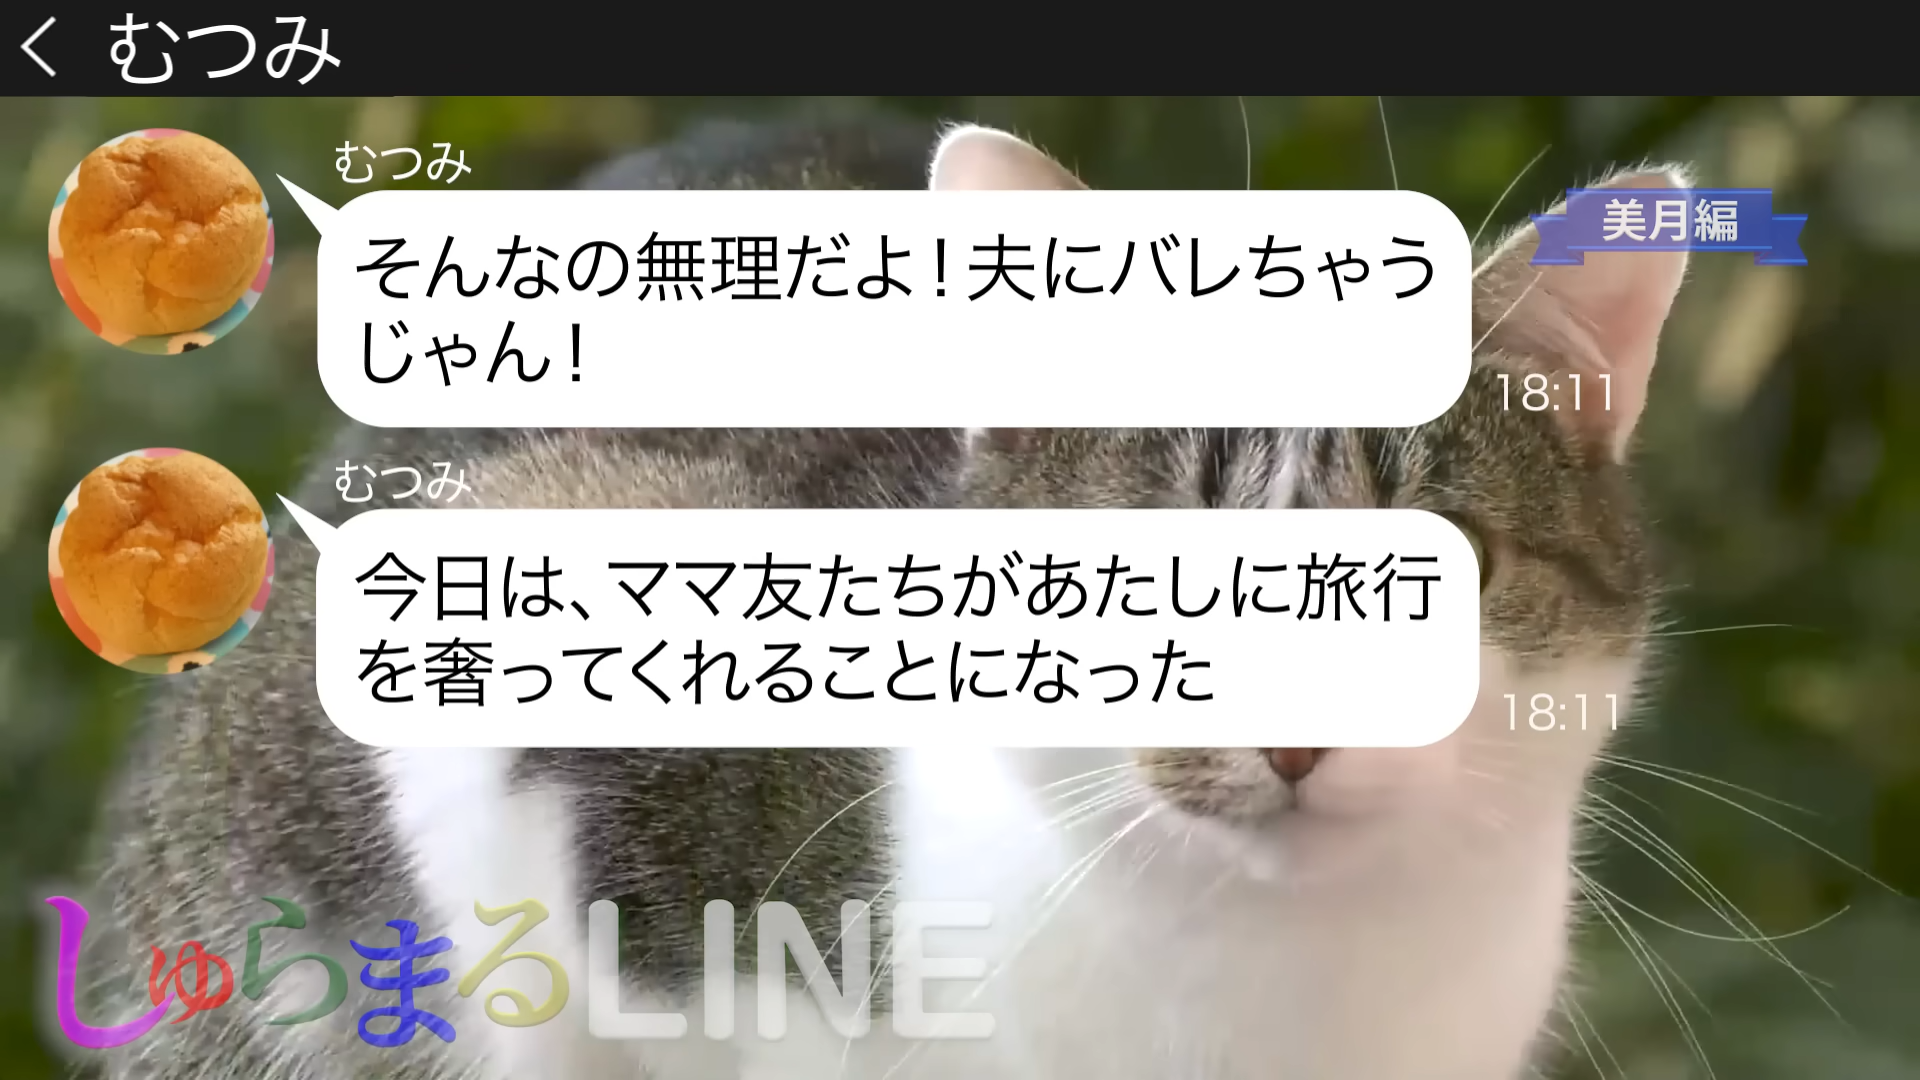 むつみ
むつみ
美月編
そんなの無理だよ！夫にバレちゃう
じゃん！
18:11
むつみ
今日は、ママ友たちがあたしに旅行
を奢ってくれることになった
18:11
しゅらまるLINE